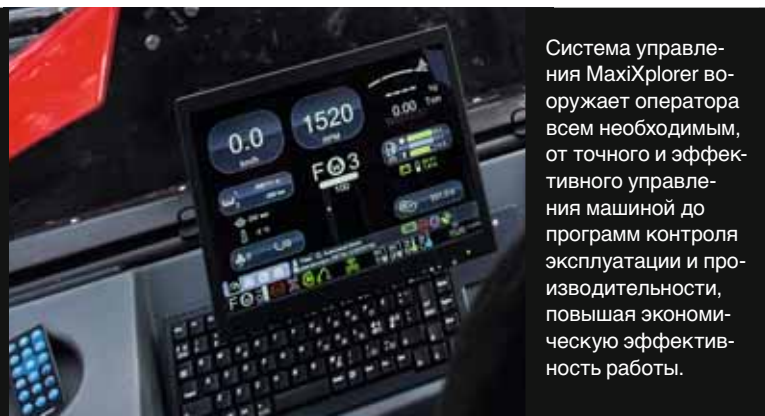 0.0
km/h
1520
RPM
0.00
F 3
100
Система управле-
ния MaxiXplorer во-
оружает оператора
всем необходимым,
от точного и эффек-
тивного управле-
ния машиной до
программ контроля
эксплуатации и про-
изводительности,
повышая экономи-
ческую эффектив-
ность работы.